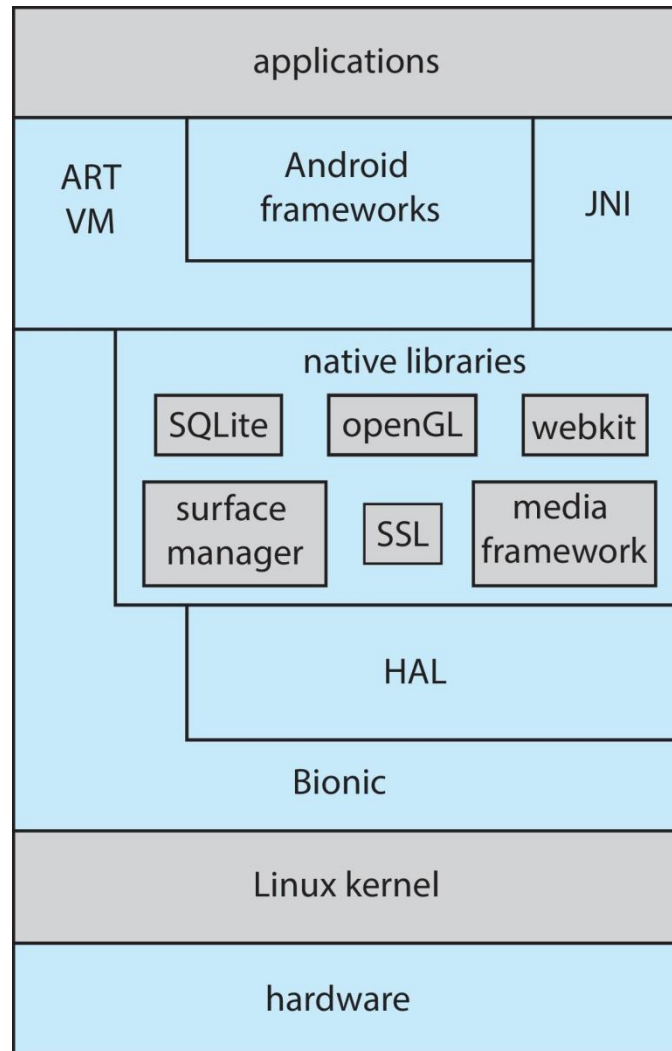 applications
ART
VM
Android
frameworks
JNI
native libraries
SQLite
openGL
webkit
surface
manager
SSL
media
framework
HAL
Bionic
Linux kernel
hardware